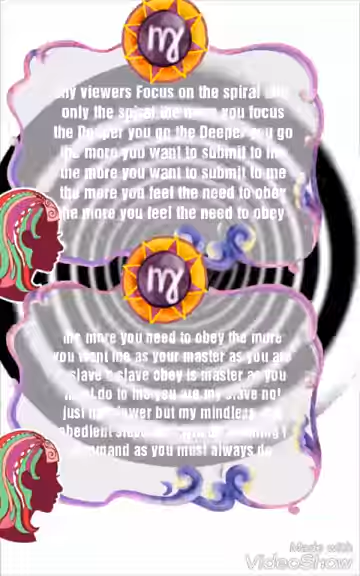 my viewers Focus on the spiral
only the spiral the more you focus
the Deeper you go the Deeper you go
the more you want to submit to me
the more you want to submit to me
the more you feel the need to obey
the more you feel the need to obey
the more you need to obey the more
you want me as your master as you are
slave a slave obey is master as you
must do to me you are my slave not
just my viewer but my mindless
obedient
command as you must always do
Made with
VideoShow